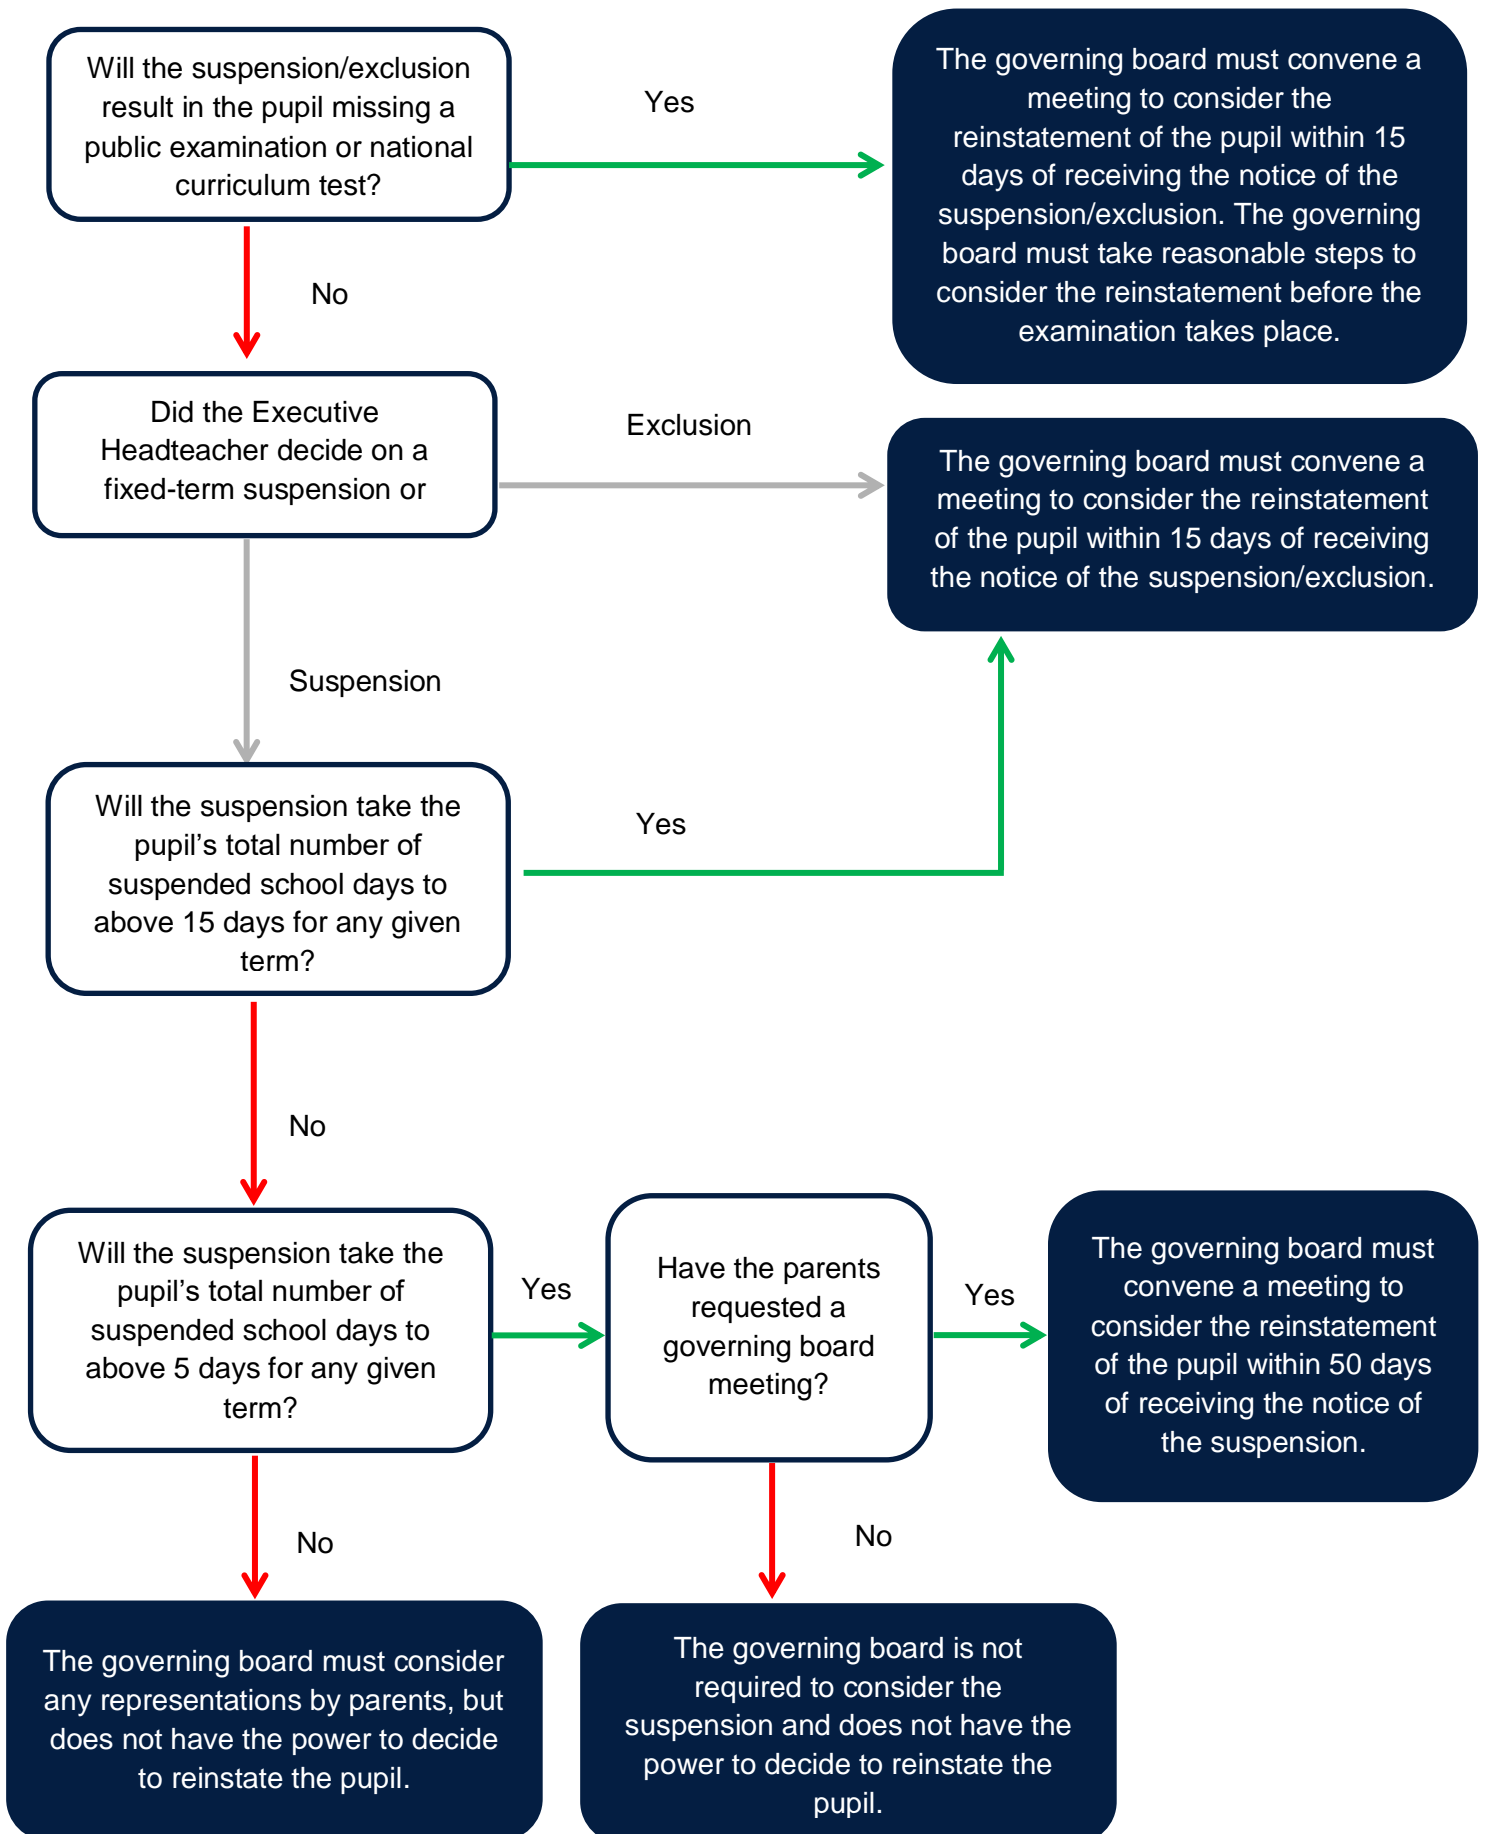 Will the suspension/exclusion
result in the pupil missing a
public examination or national
curriculum test?
Yes
The governing board must convene a
meeting to consider the
reinstatement of the pupil within 15
days of receiving the notice of the
suspension/exclusion. The governing
board must take reasonable steps to
consider the reinstatement before the
examination takes place.
No
Did the Executive
Headteacher decide on a
fixed-term suspension or
Exclusion
The governing board must convene a
meeting to consider the reinstatement
of the pupil within 15 days of receiving
the notice of the suspension/exclusion.
Suspension
Will the suspension take the
pupil’s total number of
suspended school days to
above 15 days for any given
term?
Yes
No
Will the suspension take the
pupil’s total number of
suspended school days to
above 5 days for any given
term?
Yes
Have the parents
requested a
governing board
meeting?
Yes
The governing board must
convene a meeting to
consider the reinstatement
of the pupil within 50 days
of receiving the notice of
the suspension.
No
No
The governing board must consider
any representations by parents, but
does not have the power to decide
to reinstate the pupil.
The governing board is not
required to consider the
suspension and does not have the
power to decide to reinstate the
pupil.